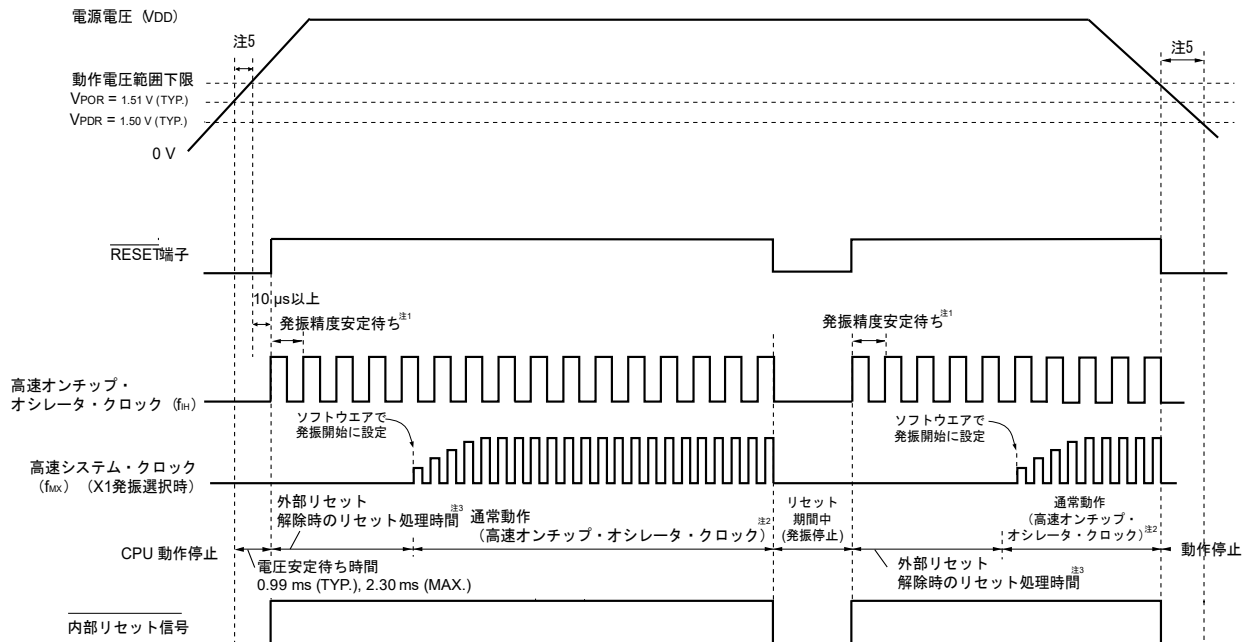 電源電圧（VDD）
注5
注5
動作電圧範囲下限
VPOR = 1.51 V (TYP.)
VPDR = 1.50 V (TYP.)
0 V
RESET端子
10 μs以上
発振精度安定待ち注1
発振精度安定待ち注1
高速オンチップ・
オシレータ・クロック（fIH）
ソフトウエアで
発振開始に設定
ソフトウエアで
発振開始に設定
高速システム・クロック
（fMX）（X1発振選択時）
外部リセット
解除時のリセット処理時間注3
通常動作
（高速オンチップ・オシレータ・クロック）注2
リセット
期間中
(発振停止)
通常動作
（高速オンチップ・
オシレータ・クロック）注2
CPU 動作停止
動作停止
電圧安定待ち時間
0.99 ms (TYP.), 2.30 ms (MAX.)
外部リセット
解除時のリセット処理時間注3
内部リセット信号